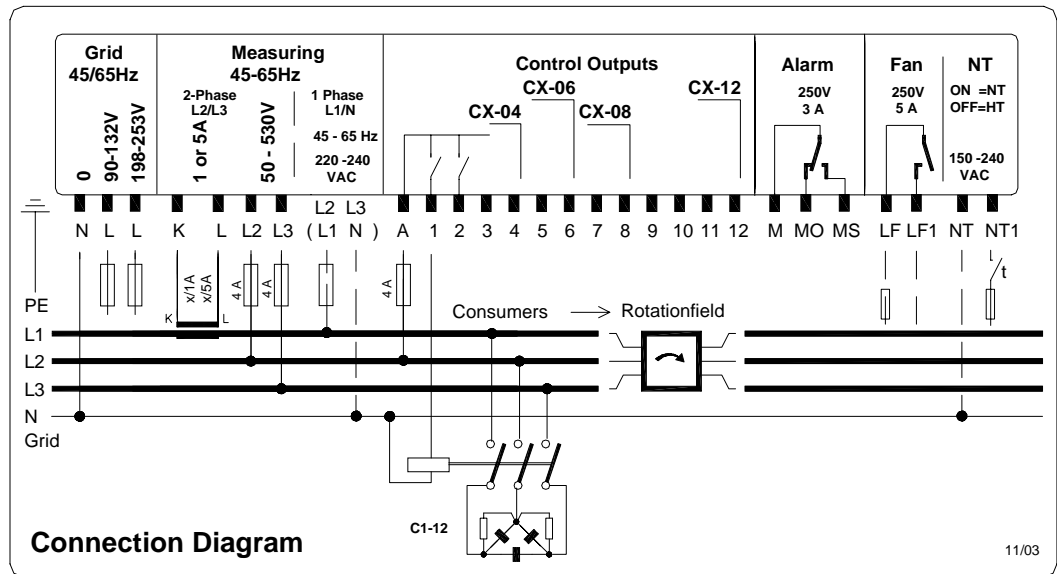 Grid
45/65Hz
0
90-132V
198-253V
Measuring
45-65Hz
2-Phase
L2/L3
1 or 5A
50 - 530V
1 Phase
L1/N
45 - 65 Hz
220 -240
VAC
Control Outputs
CX-04
CX-06
CX-08
CX-12
Alarm
250V
3 A
Fan
250V
5 A
NT
ON =NT
OFF=HT
150 -240
VAC
L2 L3
N L L K L L2 L3 ( L1 N ) A 1 2 3 4 5 6 7 8 9 10 11 12 M MO MS LF LF1 NT NT1
x/1A
x/5A
4 A
4 A
4 A
t
K L
PE
L1
L2
L3
N
Grid
Consumers
Rotationfield
C1-12
Connection Diagram
11/03